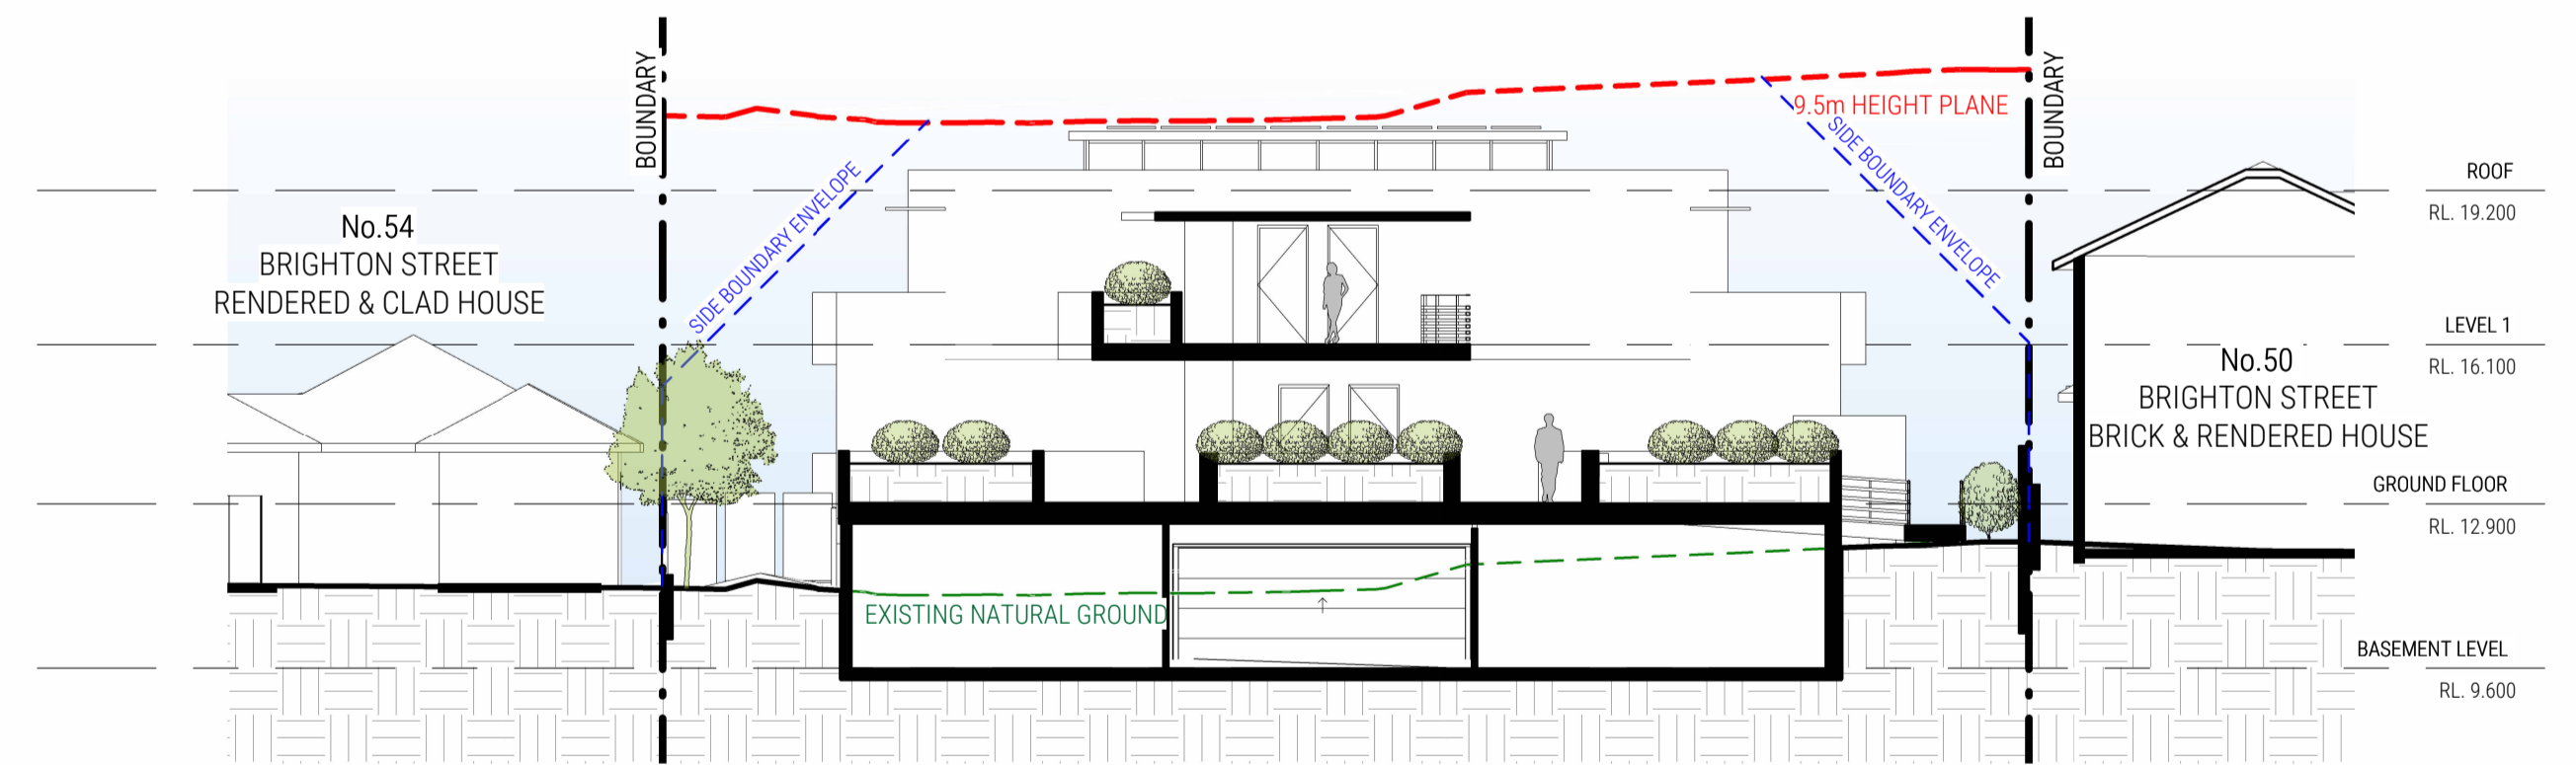 BOUNDARY
BOUNDARY
9.5m HEIGHT PLANE
SIDE BOUNDARY ENVELOPE
SIDE BOUNDARY ENVELOPE
ROOF
RL. 19.200
No.54
BRIGHTON STREET
RENDERED & CLAD HOUSE
LEVEL 1
RL. 16.100
No.50
BRIGHTON STREET
BRICK & RENDERED HOUSE
GROUND FLOOR
RL. 12.900
EXISTING NATURAL GROUND
BASEMENT LEVEL
RL. 9.600